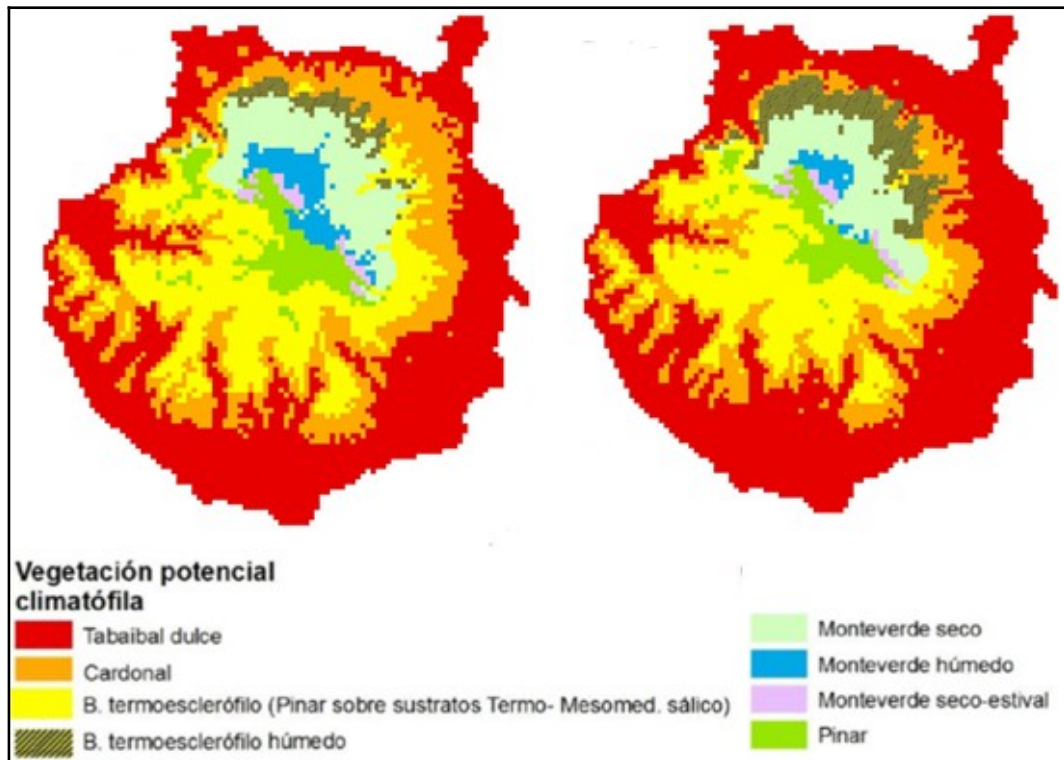 Vegetación potencial
climatófila
Tabaibal dulce
Cardonal
B. termoesclerófilo (Pinar sobre sustratos Termo- Mesomed. sálico)
B. termoesclerófilo húmedo
Monteverde seco
Monteverde húmedo
Monteverde seco-estival
Pinar